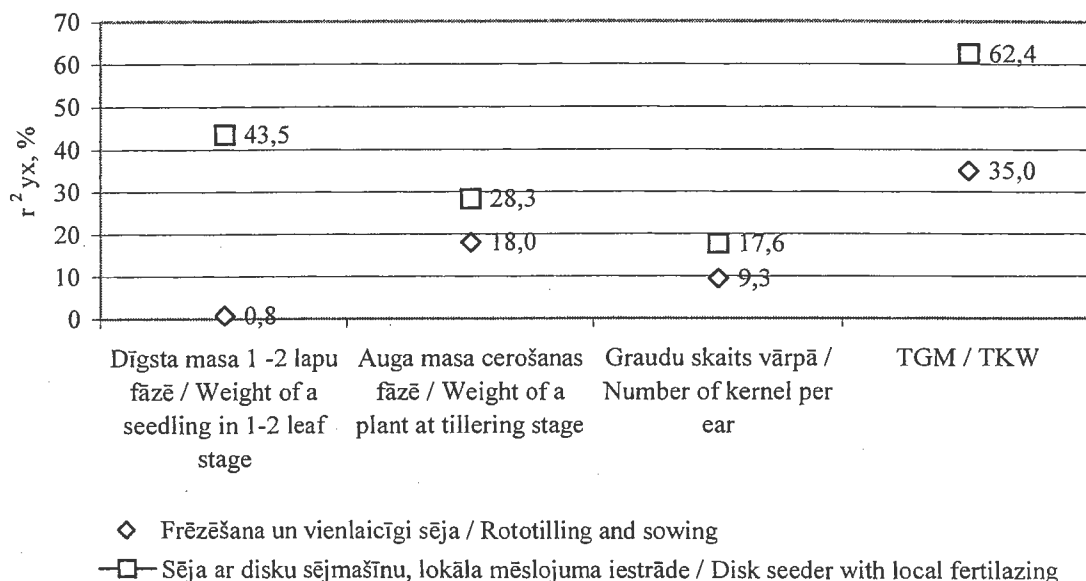 70
60
50
40
30
20
10
0
r² yx, %
43,5
0,8
28,3
18,0
17,6
9,3
62,4
35,0
Dīgsta masa 1 -2 lapu
fāzē / Weight of a
seedling in 1-2 leaf
stage
Auga masa cerošanas
fāzē / Weight of a
plant at tillering stage
Graudu skaits vārpā /
Number of kernel per
ear
TGM / TKW
Frēzēšana un vienlaicīgi sēja / Rototilling and sowing
Sēja ar disku sējmašīnu, lokāla mēslojuma iestrāde / Disk seeder with local fertilazing